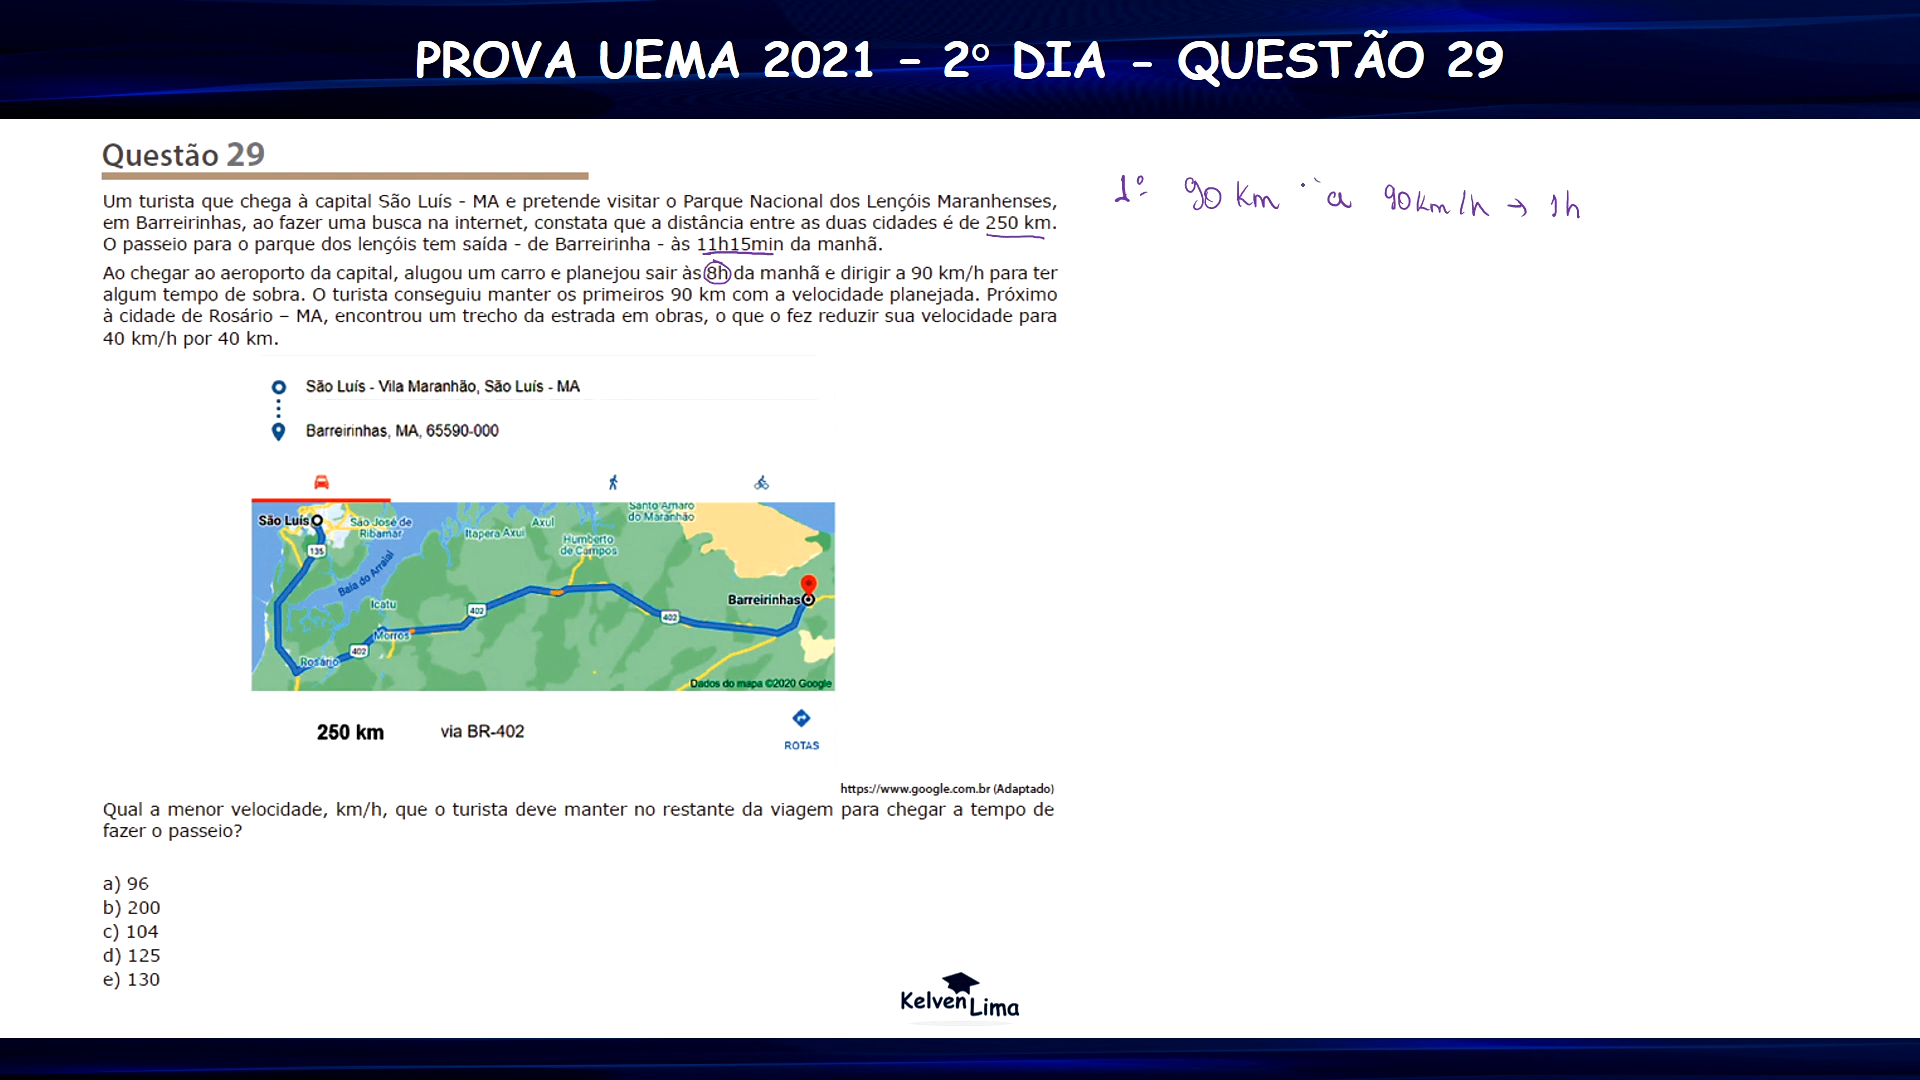 PROVA UEMA 2021 – 2º DIA - QUESTÃO 29
Questão 29
Um turista que chega à capital São Luís - MA e pretende visitar o Parque Nacional dos Lençóis Maranhenses,
em Barreirinhas, ao fazer uma busca na internet, constata que a distância entre as duas cidades é de 250 km.
O passeio para o parque dos lençóis tem saída - de Barreirinha - às 11h15min da manhã.
Ao chegar ao aeroporto da capital, alugou um carro e planejou sair às 8h da manhã e dirigir a 90 km/h para ter
algum tempo de sobra. O turista conseguiu manter os primeiros 90 km com a velocidade planejada. Próximo
à cidade de Rosário – MA, encontrou um trecho da estrada em obras, o que o fez reduzir sua velocidade para
40 km/h por 40 km.
1º: 90 km a 90 km/h → 1h
São Luís - Vila Maranhão, São Luís - MA
Barreirinhas, MA, 65590-000
São Luís
São José de
Ribamar
135
Baia do Arraial
Itapera Axui
Axul
Humberto
de Campos
Santo Amaro
do Maranhão
Icatu
402
Morros
402
Rosário
402
Barreirinhas
Dados do mapa ©2020 Google
250 km via BR-402
ROTAS
https://www.google.com.br (Adaptado)
Qual a menor velocidade, km/h, que o turista deve manter no restante da viagem para chegar a tempo de
fazer o passeio?
a) 96
b) 200
c) 104
d) 125
e) 130
Kelven Lima